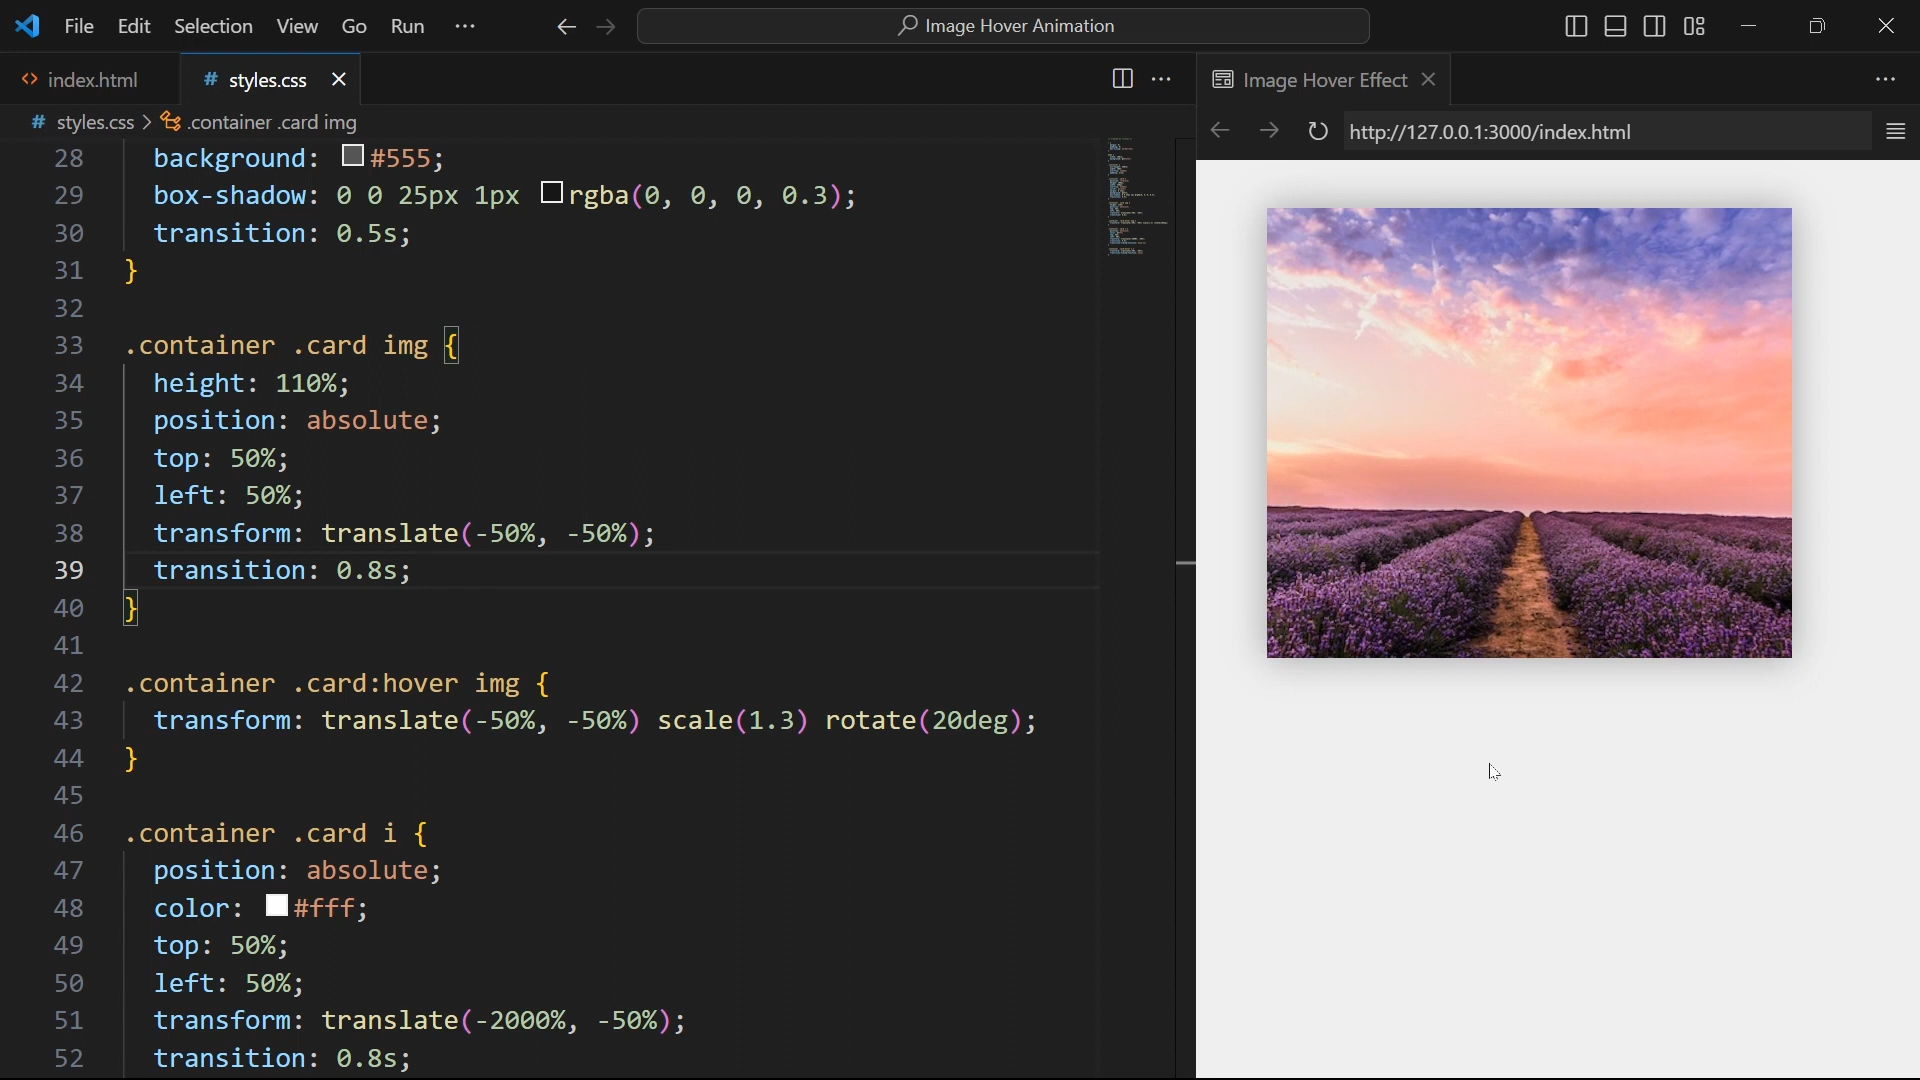 File Edit Selection View Go Run ··· Image Hover Animation
index.html # styles.css
# styles.css > .container .card img
28 background: #555;
29 box-shadow: 0 0 25px 1px rgba(0, 0, 0, 0.3);
30 transition: 0.5s;
31 }
32
33 .container .card img {
34 height: 110%;
35 position: absolute;
36 top: 50%;
37 left: 50%;
38 transform: translate(-50%, -50%);
39 transition: 0.8s;
40 }
41
42 .container .card:hover img {
43 transform: translate(-50%, -50%) scale(1.3) rotate(20deg);
44 }
45
46 .container .card i {
47 position: absolute;
48 color: #fff;
49 top: 50%;
50 left: 50%;
51 transform: translate(-2000%, -50%);
52 transition: 0.8s;
Image Hover Effect
http://127.0.0.1:3000/index.html